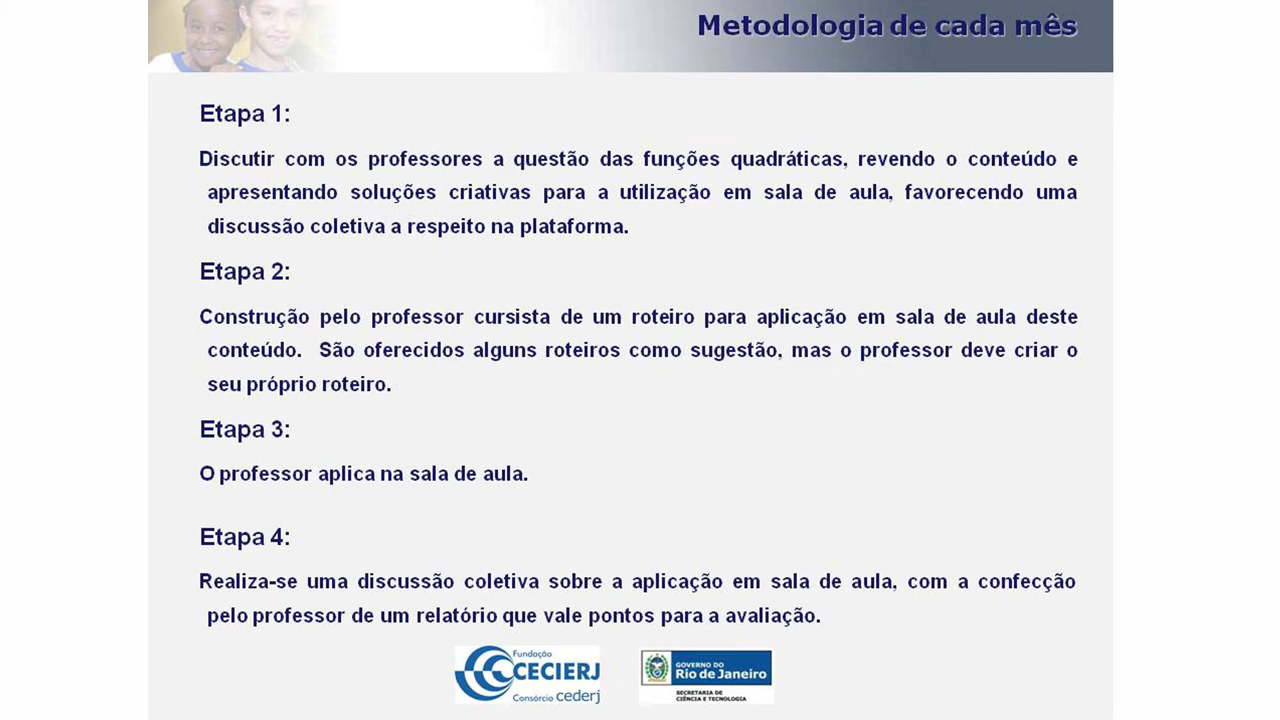 Metodologia de cada mês
Etapa 1:
Discutir com os professores a questão das funções quadráticas, revendo o conteúdo e
apresentando soluções criativas para a utilização em sala de aula, favorecendo uma
discussão coletiva a respeito na plataforma.
Etapa 2:
Construção pelo professor cursista de um roteiro para aplicação em sala de aula deste
conteúdo. São oferecidos alguns roteiros como sugestão, mas o professor deve criar o
seu próprio roteiro.
Etapa 3:
O professor aplica na sala de aula.
Etapa 4:
Realiza-se uma discussão coletiva sobre a aplicação em sala de aula, com a confecção
pelo professor de um relatório que vale pontos para a avaliação.
Fundação
CECIERJ
Consórcio cederj
GOVERNO DO
Rio de Janeiro
SECRETARIA DE
CIÊNCIA E TECNOLOGIA